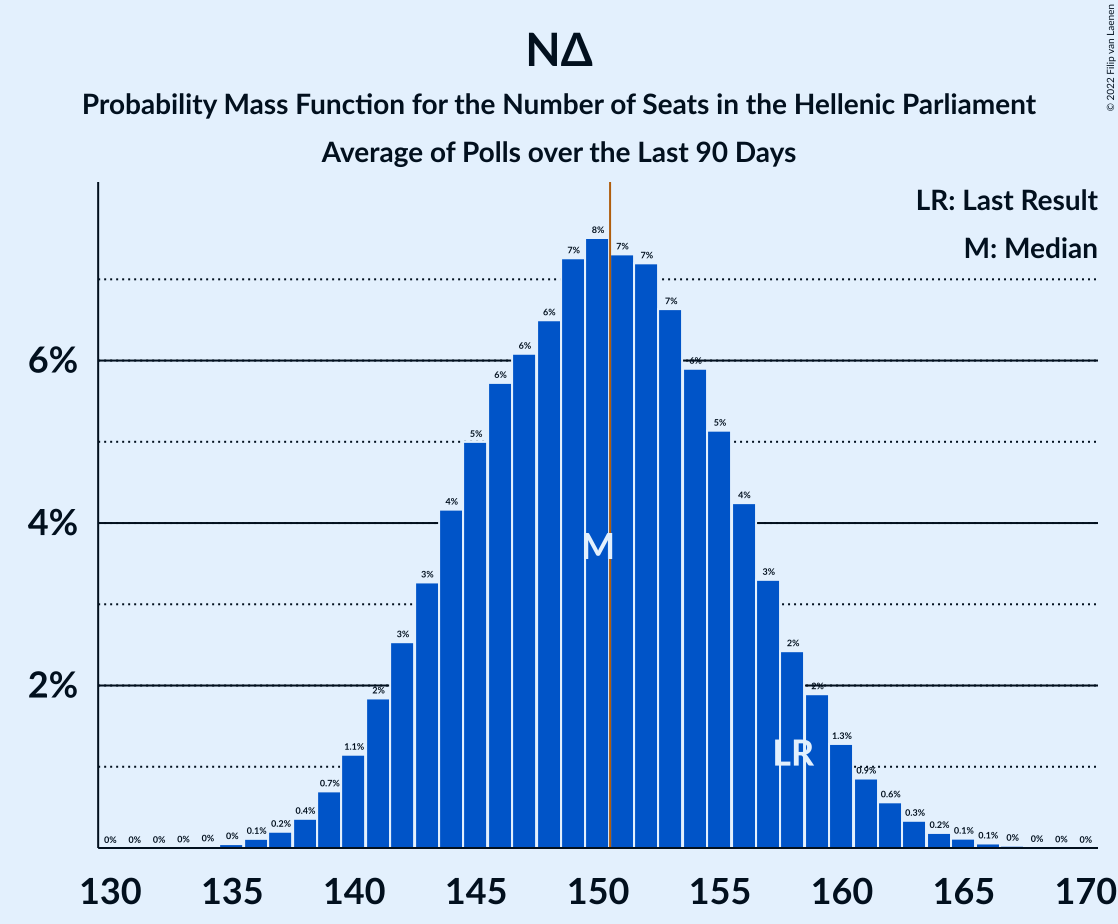 © 2022 Filip van Laenen
ΝΔ
Probability Mass Function for the Number of Seats in the Hellenic Parliament
Average of Polls over the Last 90 Days
LR: Last Result
M: Median
6%
4%
2%
0% 0% 0% 0% 0% 0% 0.1% 0.2% 0.4% 0.7% 1.1% 2% 3% 3% 4% 5% 6% 6% 6% 7% 8% 7% 7% 7% 6% 5% 4% 3% 2% 2% 1.3% 0.9% 0.6% 0.3% 0.2% 0.1% 0.1% 0% 0% 0% 0%
M
LR
130 135 140 145 150 155 160 165 170